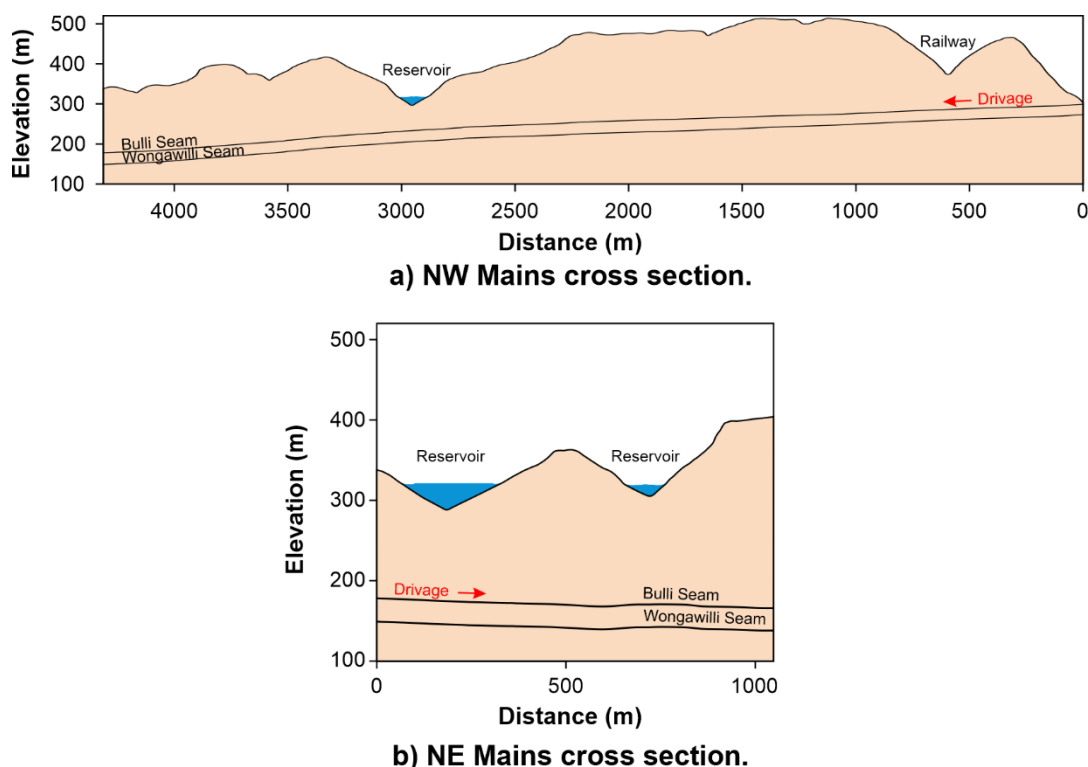 Elevation (m)
500
400
300
200
100
Reservoir
Railway
Drivage
Bulli Seam
Wongawilli Seam
4000 3500 3000 2500 2000 1500 1000 500 0
Distance (m)
a) NW Mains cross section.
Elevation (m)
500
400
300
200
100
Reservoir Reservoir
Drivage
Bulli Seam
Wongawilli Seam
0 500 1000
Distance (m)
b) NE Mains cross section.